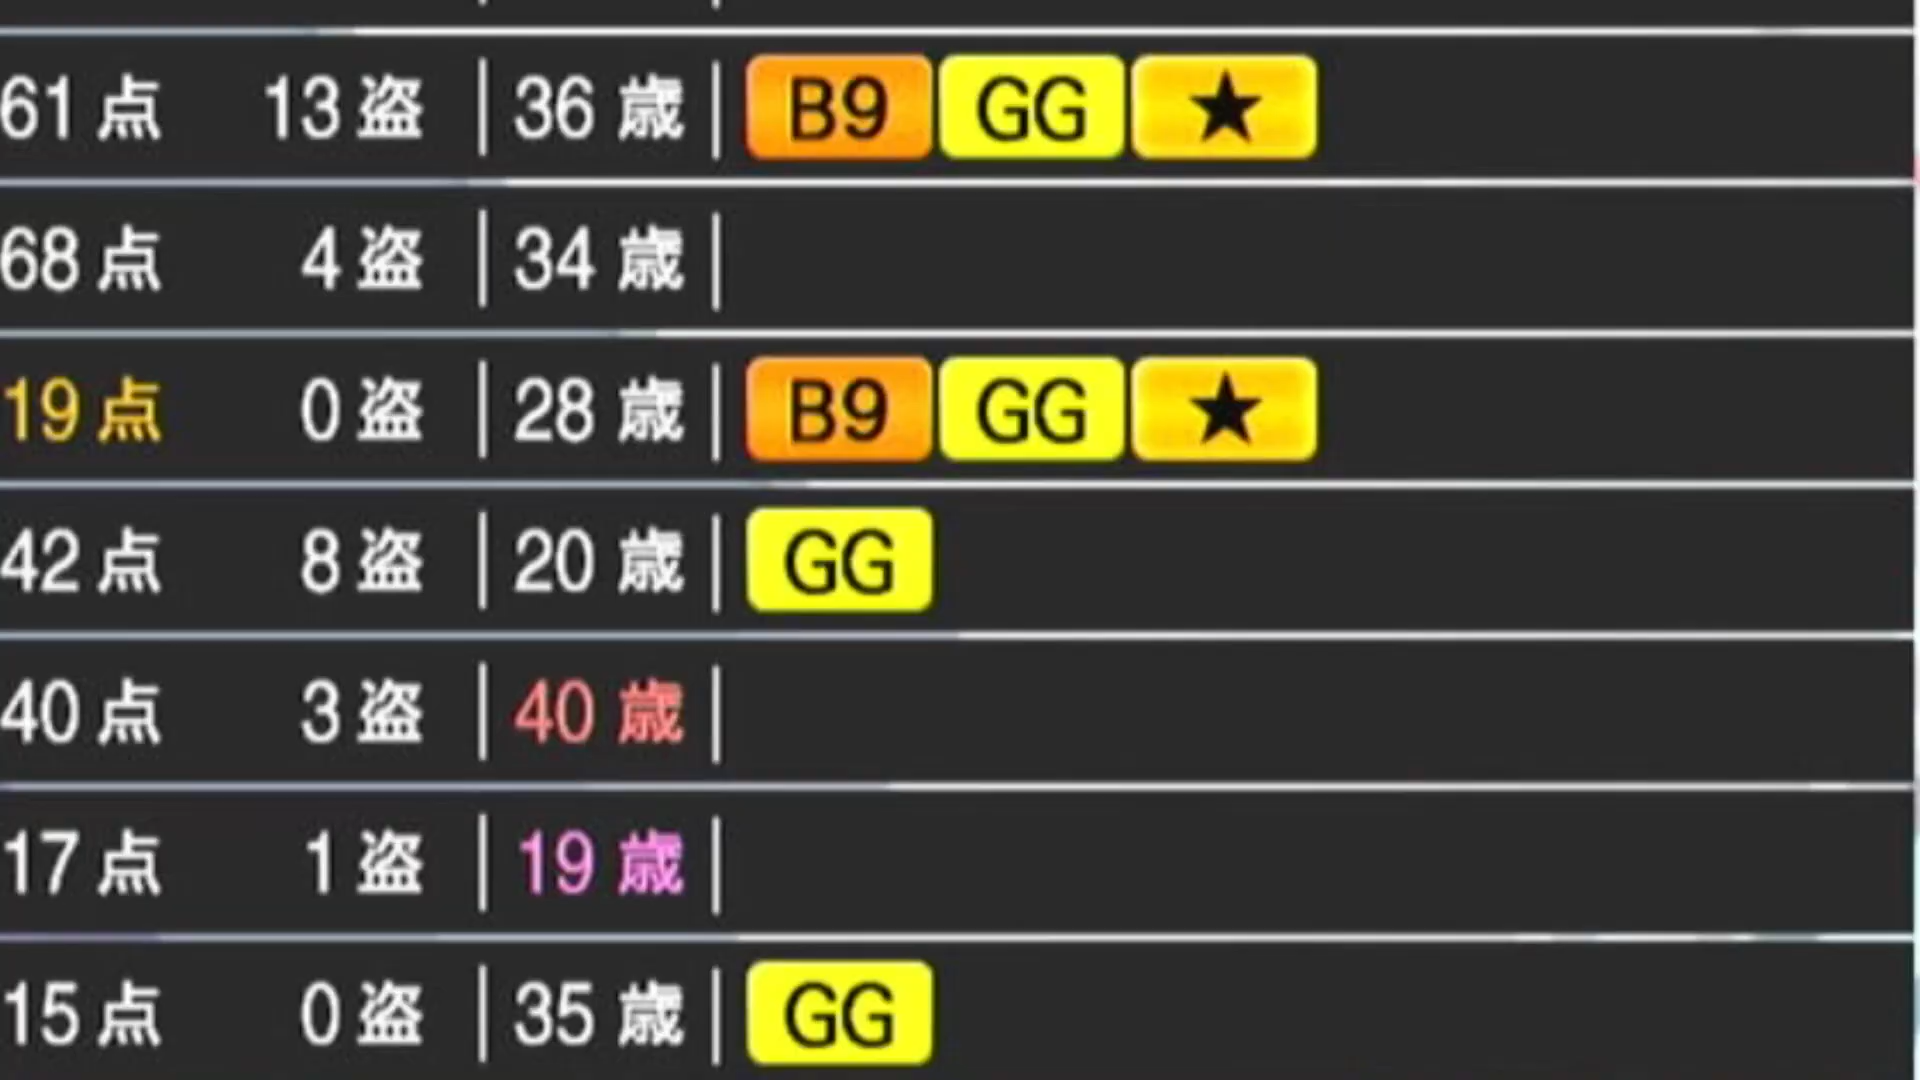 61点 13盗 36歳 B9 GG ★
68点 4盗 34歳
19点 0盗 28歳 B9 GG ★
42点 8盗 20歳 GG
40点 3盗 40歳
17点 1盗 19歳
15点 0盗 35歳 GG